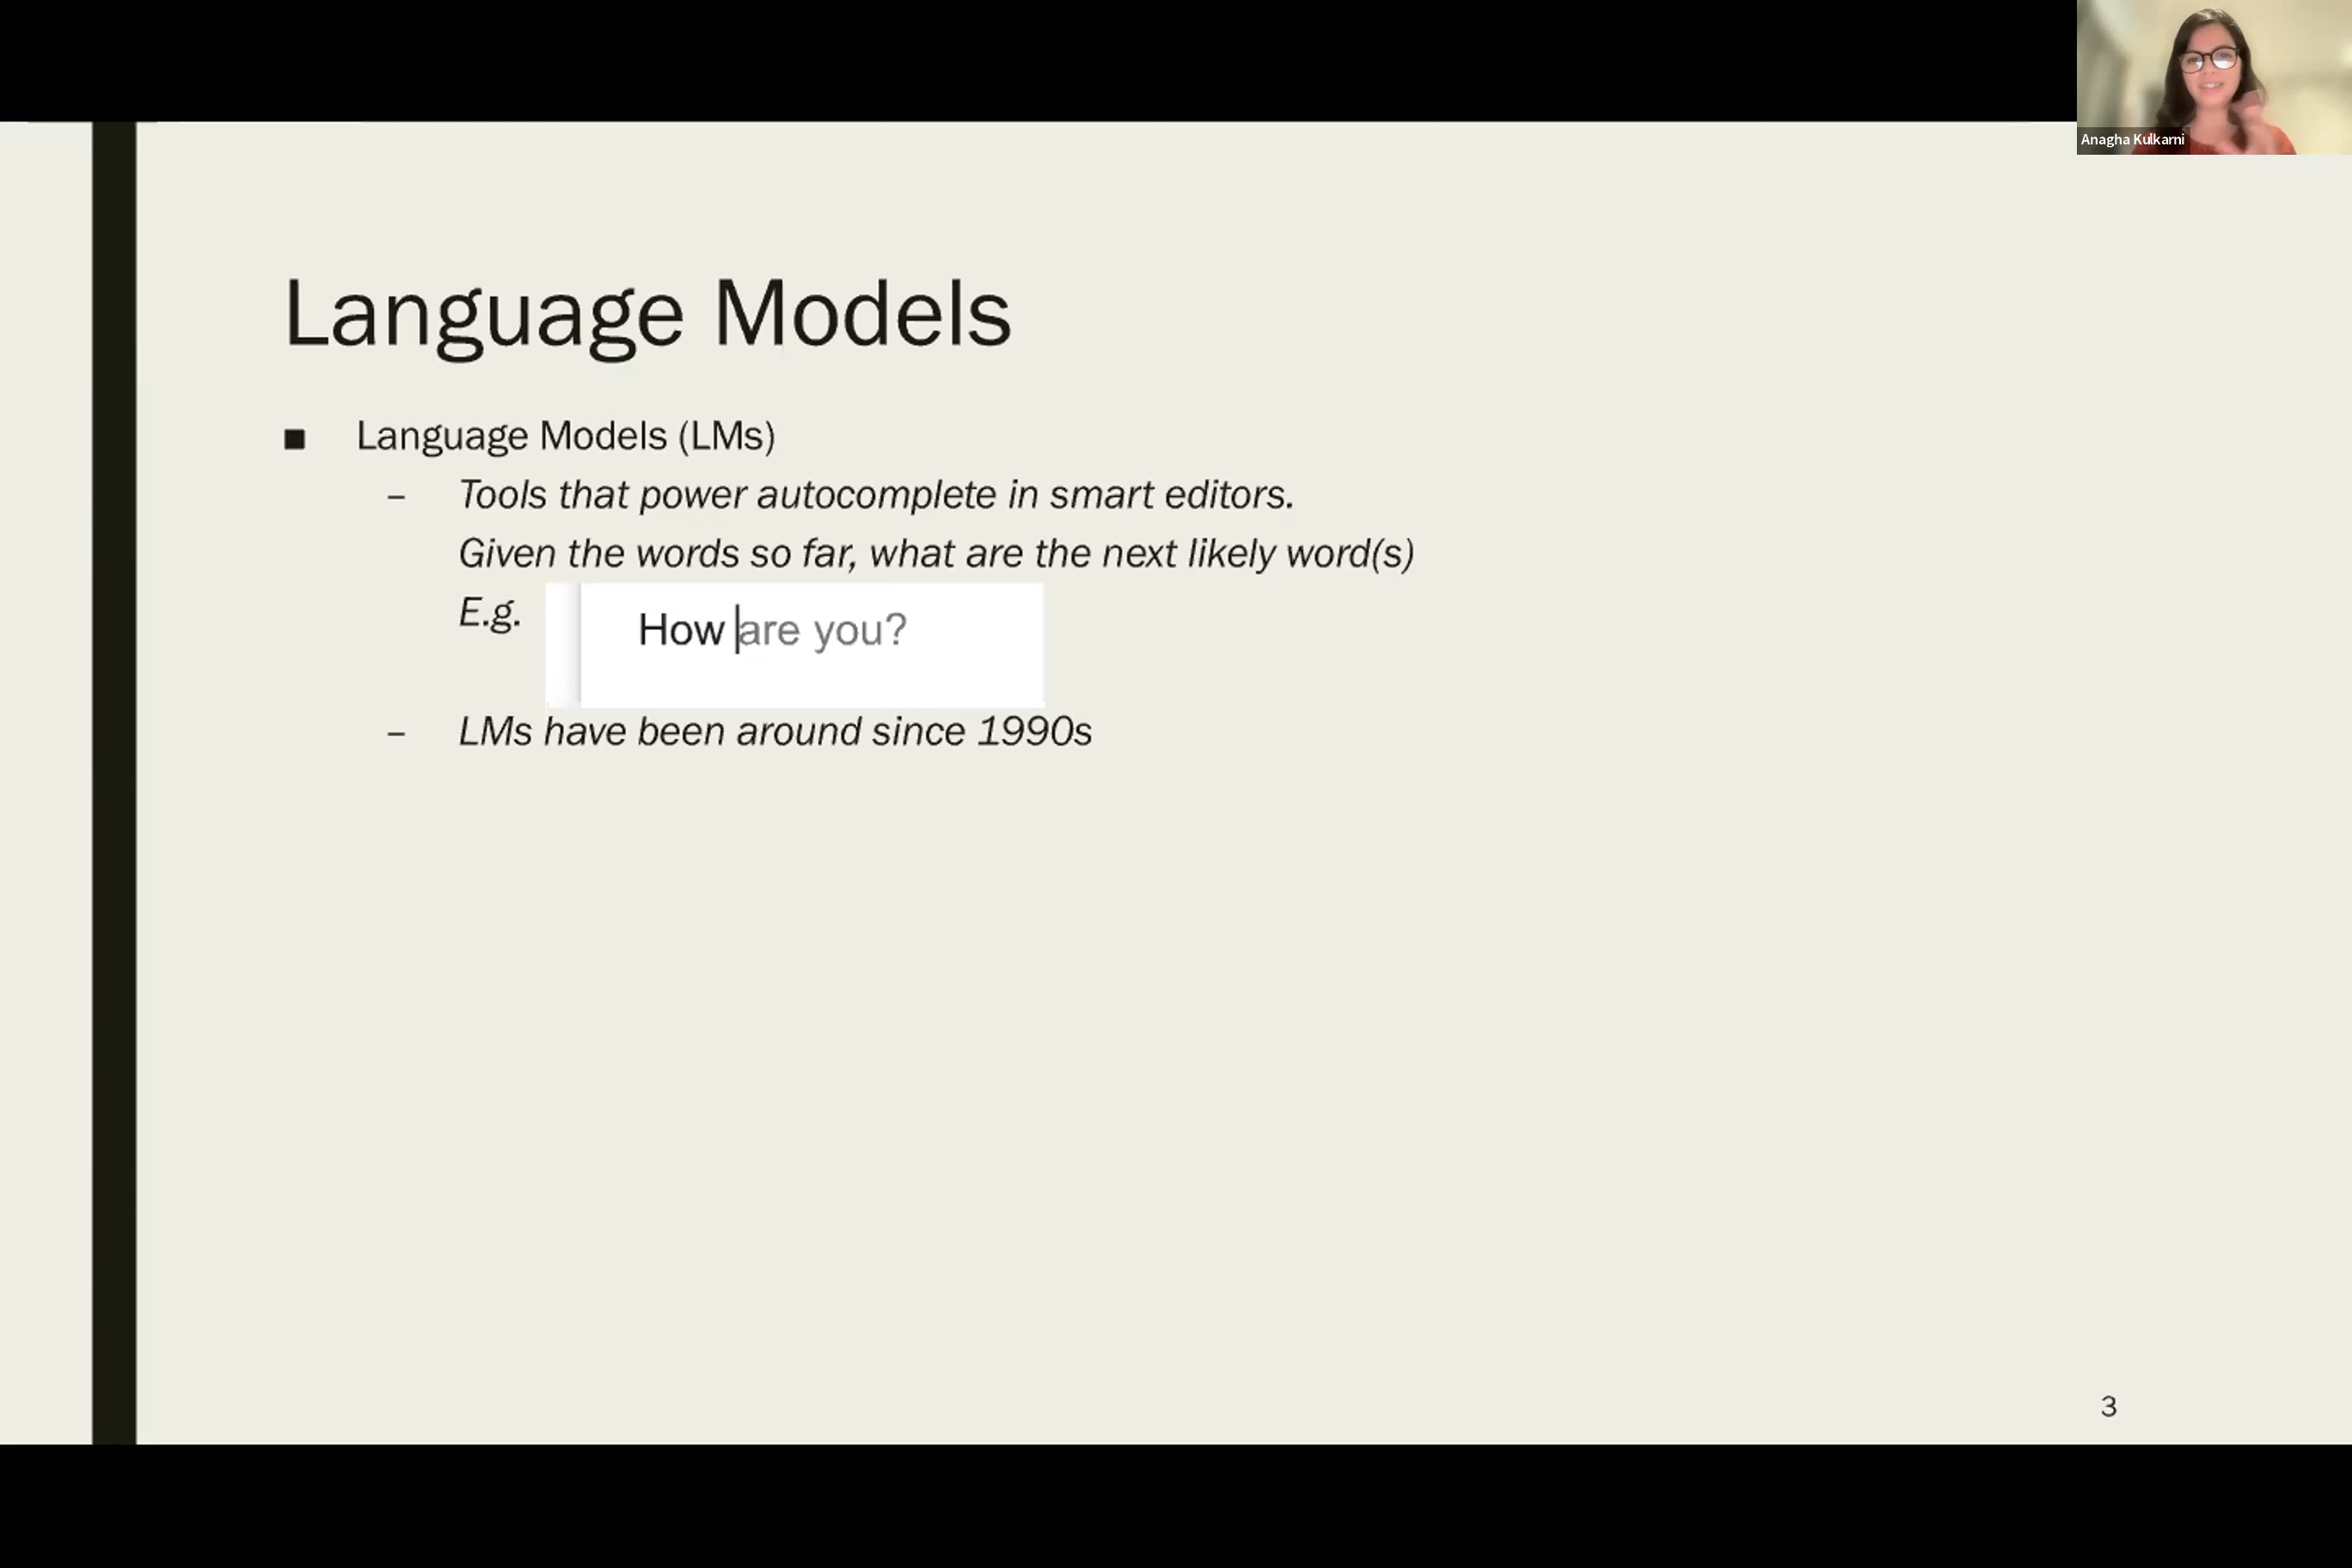 Anagha Kulkarni
Language Models
■ Language Models (LMs)
– Tools that power autocomplete in smart editors.
Given the words so far, what are the next likely word(s)
E.g. How are you?
– LMs have been around since 1990s
3